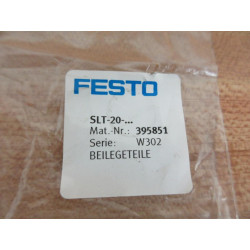 FESTO
SLT-20-...
Mat.-Nr.: 395851
Serie: W302
BEILEGETEILE